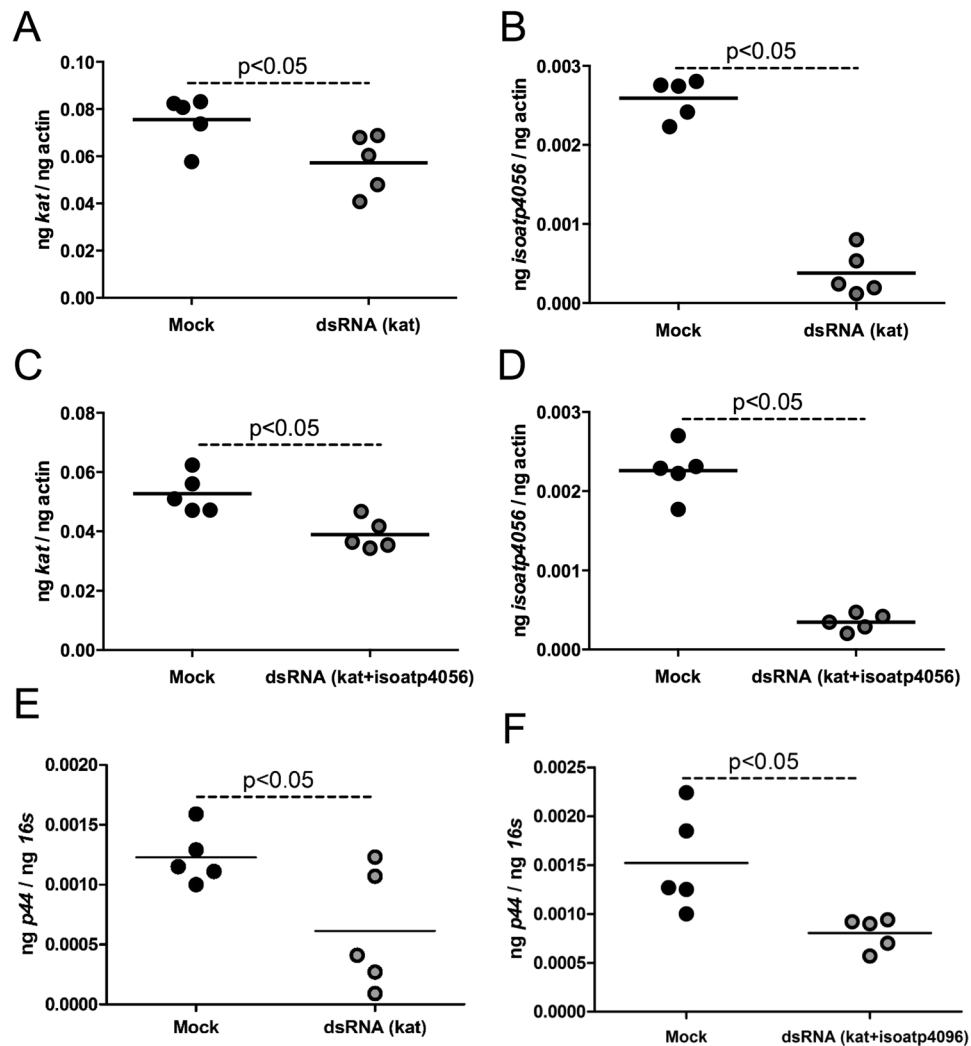 A
p<0.05
ng kat / ng actin
0.10
0.08
0.06
0.04
0.02
0.00
Mock
dsRNA (kat)
B
p<0.05
ng isoatp4056 / ng actin
0.003
0.002
0.001
0.000
Mock
dsRNA (kat)
C
p<0.05
ng kat / ng actin
0.08
0.06
0.04
0.02
0.00
Mock
dsRNA (kat+isoatp4056)
D
p<0.05
ng isoatp4056 / ng actin
0.003
0.002
0.001
0.000
Mock
dsRNA (kat+isoatp4056)
E
p<0.05
ng p44 / ng 16s
0.0020
0.0015
0.0010
0.0005
0.0000
Mock
dsRNA (kat)
F
p<0.05
ng p44 / ng 16s
0.0025
0.0020
0.0015
0.0010
0.0005
0.0000
Mock
dsRNA (kat+isoatp4096)